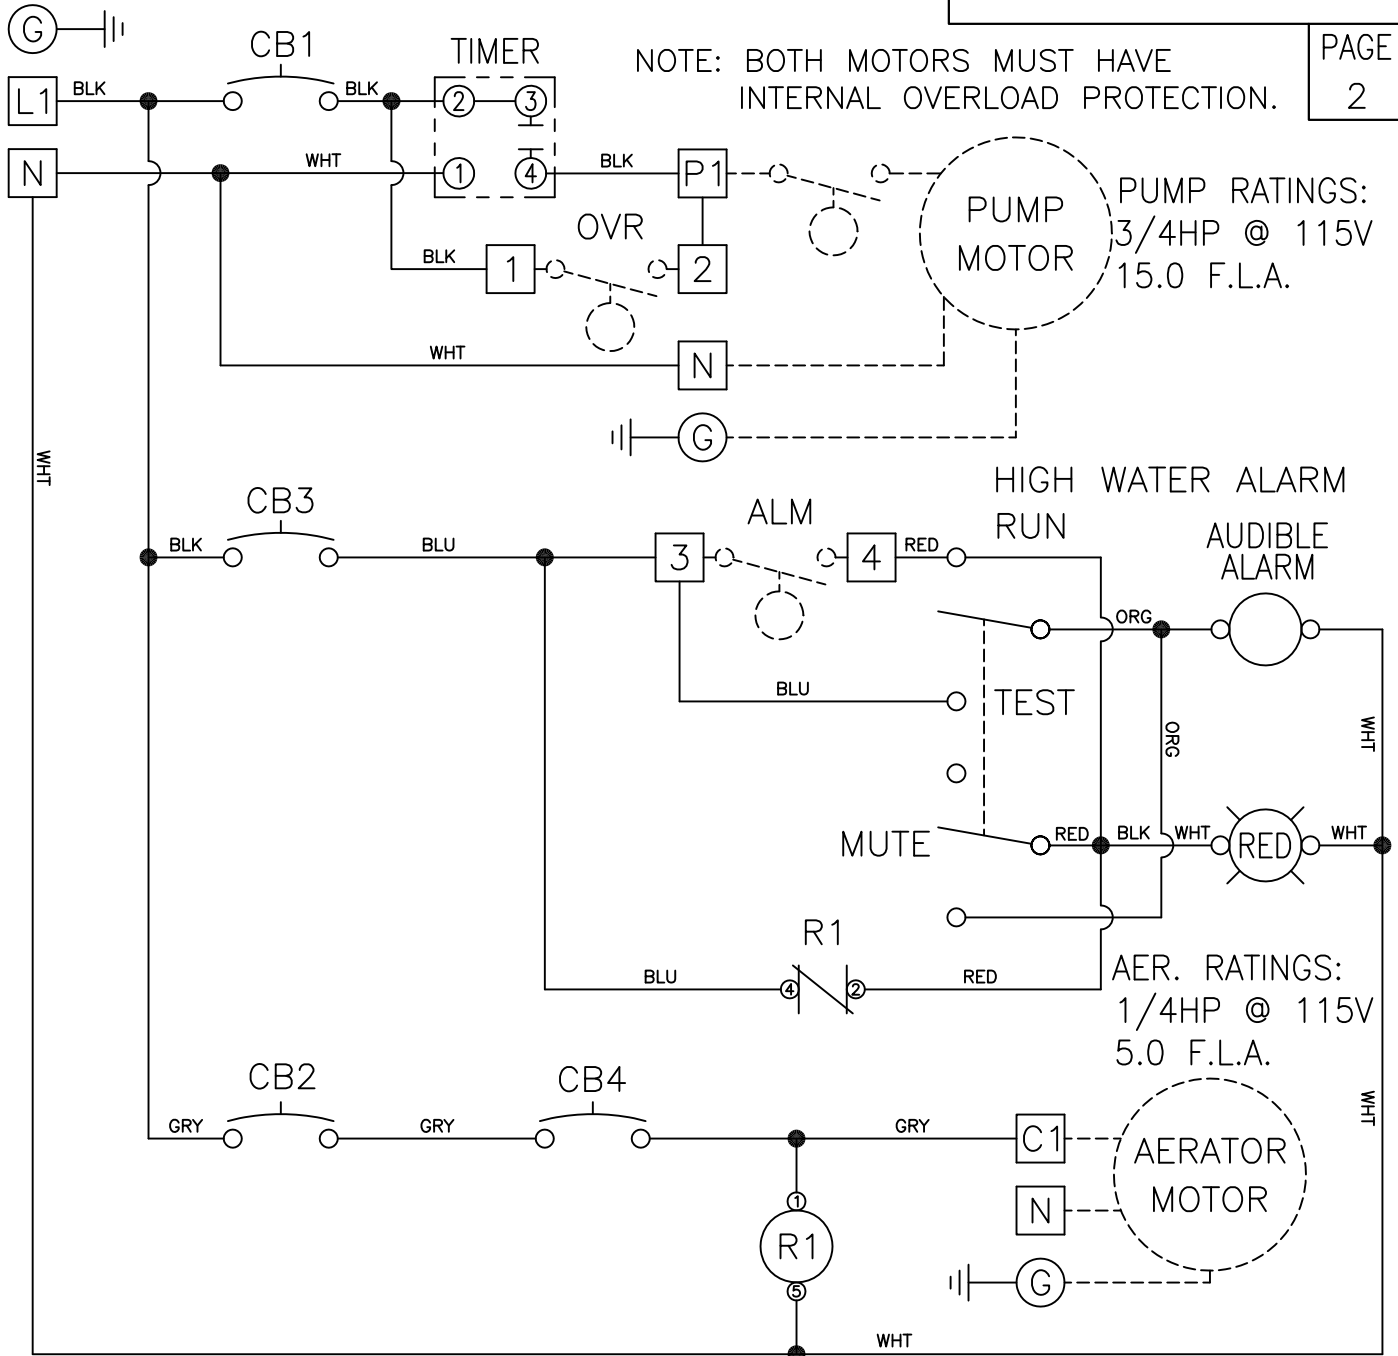 G
CB1
TIMER
NOTE: BOTH MOTORS MUST HAVE
INTERNAL OVERLOAD PROTECTION.
PAGE
2
L1
BLK
BLK
2
3
N
WHT
1
4
BLK
P1
PUMP
MOTOR
PUMP RATINGS:
3/4HP @ 115V
15.0 F.L.A.
OVR
BLK
1
2
WHT
N
G
WHT
HIGH WATER ALARM
RUN
CB3
ALM
AUDIBLE
ALARM
BLK
BLU
3
4
RED
ORG
BLU
TEST
ORG
WHT
MUTE
RED
BLK
WHT
RED
WHT
R1
BLU
4
2
RED
AER. RATINGS:
1/4HP @ 115V
5.0 F.L.A.
CB2
CB4
WHT
GRY
GRY
GRY
C1
AERATOR
MOTOR
N
1
R1
5
G
WHT